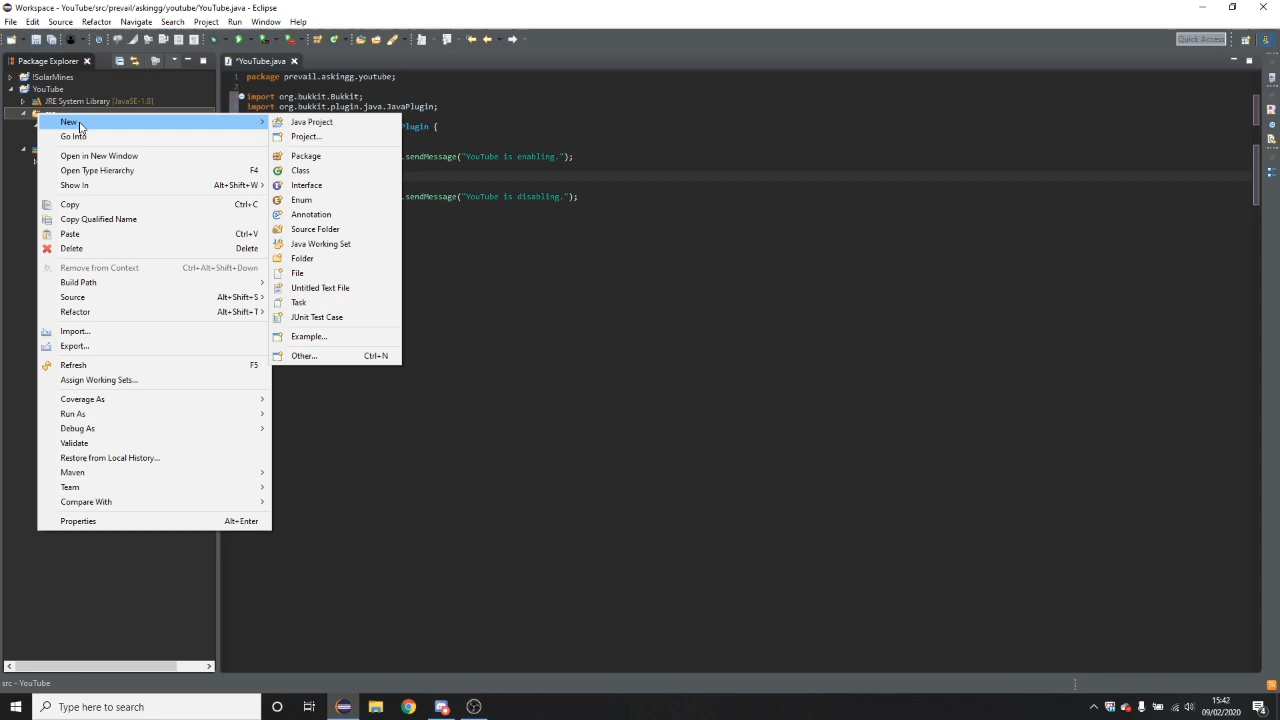 Workspace - YouTube/src/prevail/askingg/youtube/YouTube.java - Eclipse
File Edit Source Refactor Navigate Search Project Run Window Help
Quick Access
Package Explorer
*YouTube.java
!SolarMines
YouTube
JRE System Library [JavaSE-1.8]
1 package prevail.askingg.youtube;
2
3 import org.bukkit.Bukkit;
4 import org.bukkit.plugin.java.JavaPlugin;
Plugin {
.sendMessage("YouTube is enabling.");
.sendMessage("YouTube is disabling.");
New
Go Into
Open in New Window
Open Type Hierarchy F4
Show In Alt+Shift+W
Copy Ctrl+C
Copy Qualified Name
Paste Ctrl+V
Delete Delete
Remove from Context Ctrl+Alt+Shift+Down
Build Path
Source Alt+Shift+S
Refactor Alt+Shift+T
Import...
Export...
Refresh F5
Assign Working Sets...
Coverage As
Run As
Debug As
Validate
Restore from Local History...
Maven
Team
Compare With
Properties Alt+Enter
Java Project
Project...
Package
Class
Interface
Enum
Annotation
Source Folder
Java Working Set
Folder
File
Untitled Text File
Task
JUnit Test Case
Example...
Other... Ctrl+N
src - YouTube
Type here to search
15:42
09/02/2020
4